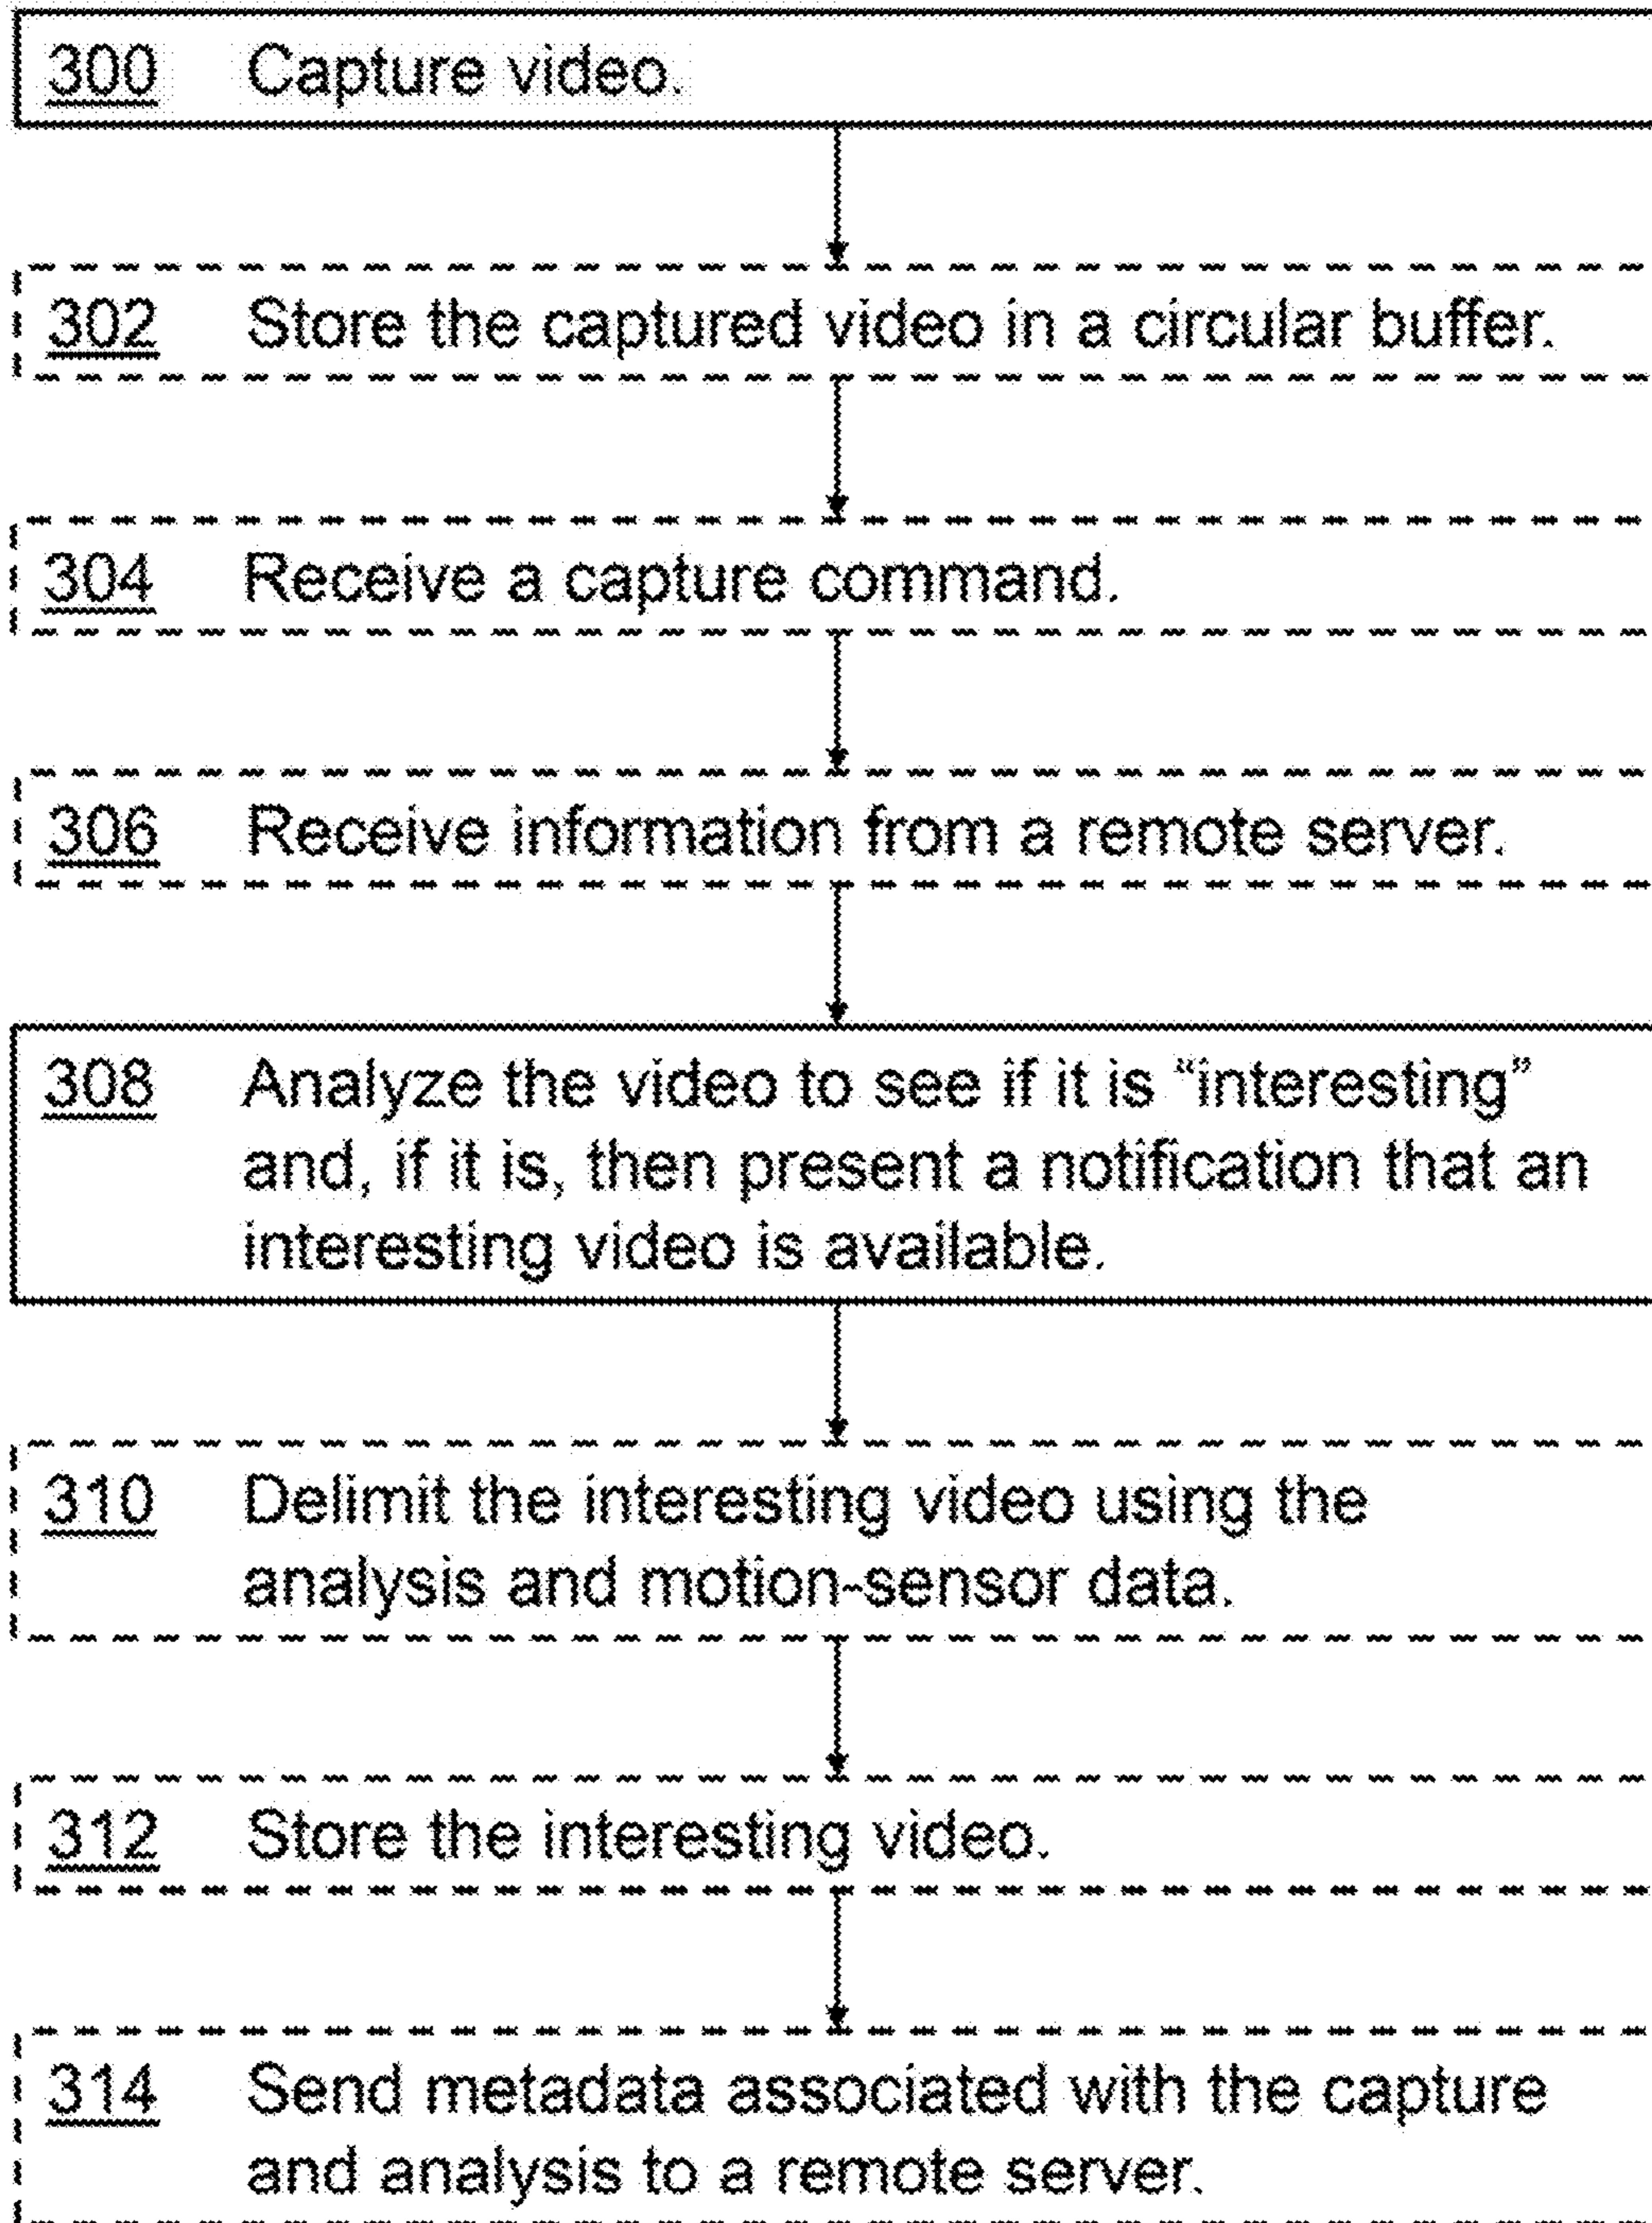 300 Capture video.
302 Store the captured video in a circular buffer.
304 Receive a capture command.
306 Receive information from a remote server.
308 Analyze the video to see if it is “interesting”
and, if it is, then present a notification that an
interesting video is available.
310 Delimit the interesting video using the
analysis and motion-sensor data.
312 Store the interesting video.
314 Send metadata associated with the capture
and analysis to a remote server.